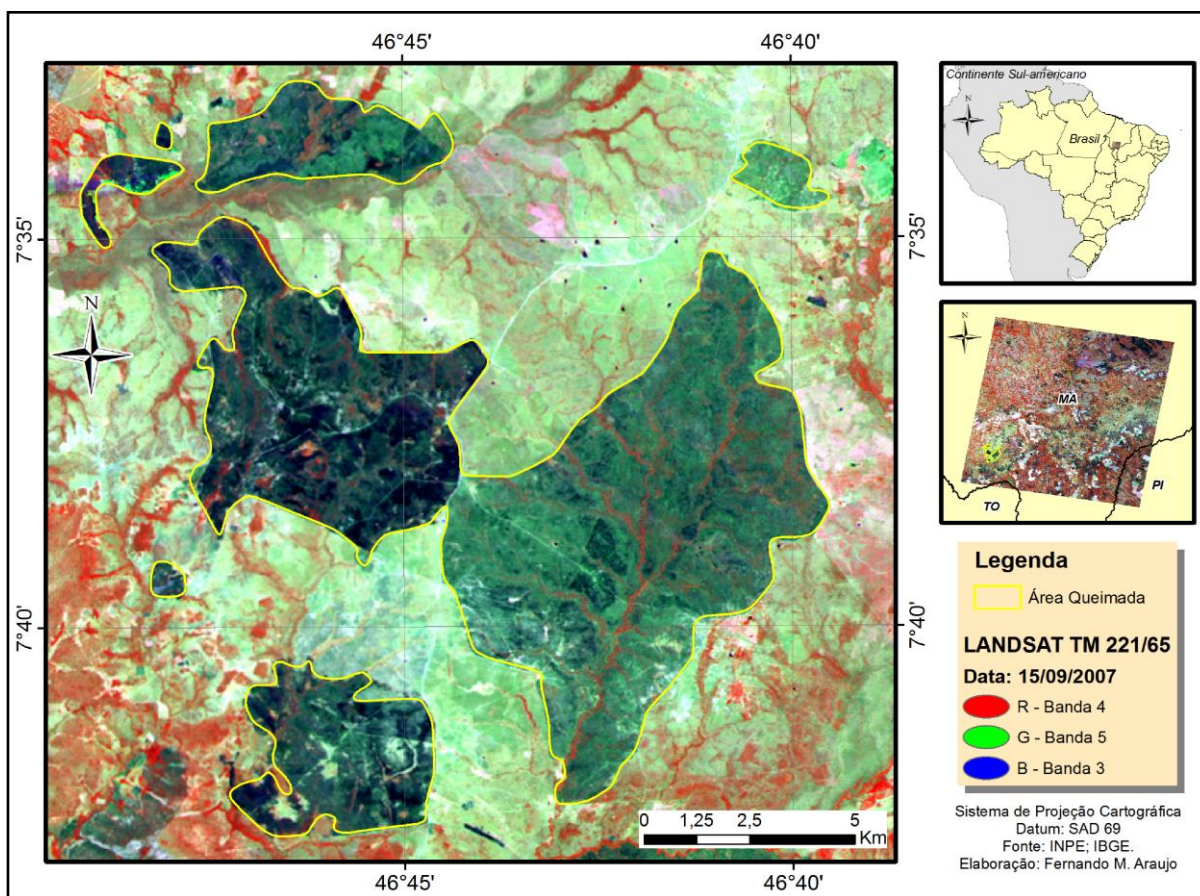 46°45'
46°40'
7°35'
7°40'
N
0 1,25 2,5 5
Km
46°45'
46°40'
7°35'
7°40'
Continente Sul-americano
N
Brasil
N
MA
PI
TO
Legenda
Área Queimada
LANDSAT TM 221/65
Data: 15/09/2007
R - Banda 4
G - Banda 5
B - Banda 3
Sistema de Projeção Cartográfica
Datum: SAD 69
Fonte: INPE; IBGE.
Elaboração: Fernando M. Araujo